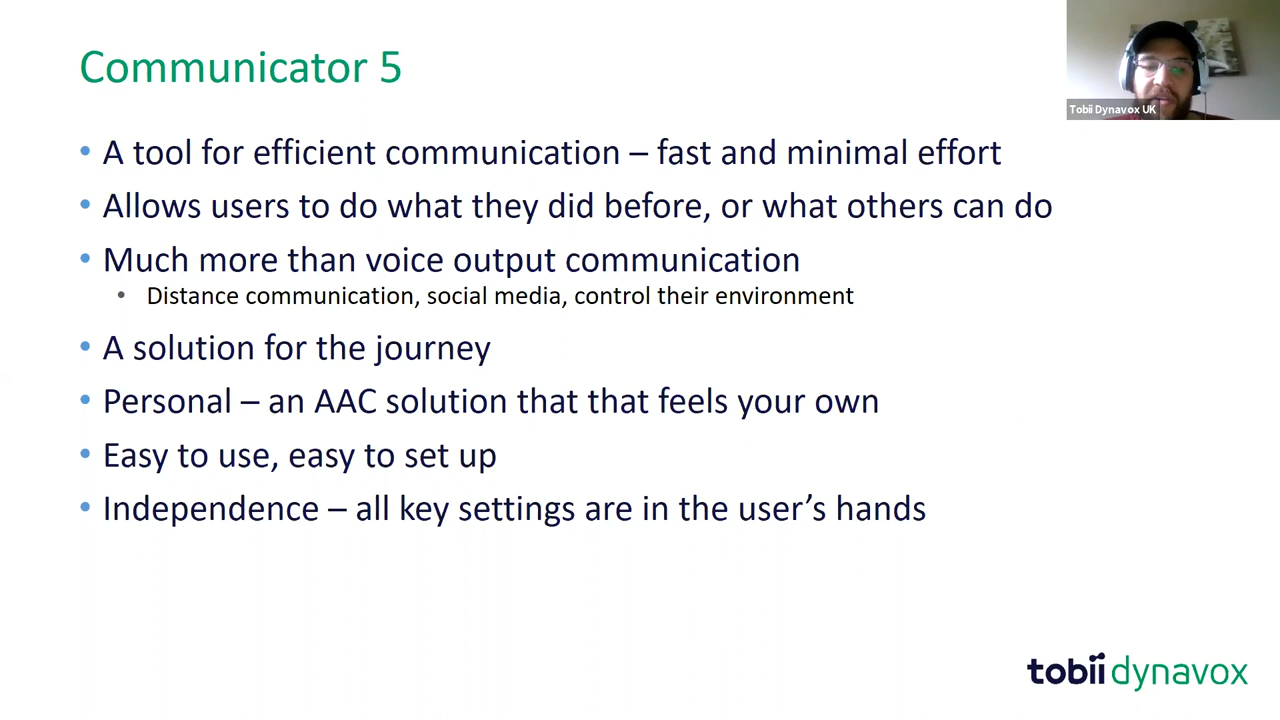 Communicator 5
Tobii Dynavox UK
• A tool for efficient communication – fast and minimal effort
• Allows users to do what they did before, or what others can do
• Much more than voice output communication
• Distance communication, social media, control their environment
• A solution for the journey
• Personal – an AAC solution that that feels your own
• Easy to use, easy to set up
• Independence – all key settings are in the user’s hands
tobii dynavox